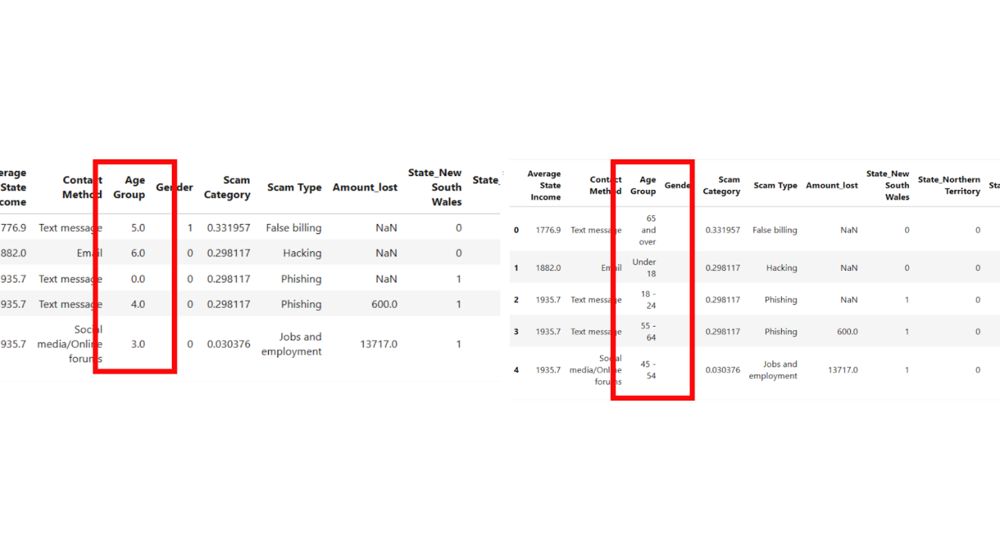 erage State come Contact Method Age Group Gender Scam Category Scam Type Amount_lost State_New South Wales State_
776.9 Text message 5.0 1 0.331957 False billing NaN 0
882.0 Email 6.0 0 0.298117 Hacking NaN 0
935.7 Text message 0.0 0 0.298117 Phishing NaN 1
935.7 Text message 4.0 0 0.298117 Phishing 600.0 1
935.7 Social media/Online forums 3.0 0 0.030376 Jobs and employment 13717.0 1
Average State Income Contact Method Age Group Gende Scam Category Scam Type Amount_lost State_New South Wales State_Northern Territory Sta
0 1776.9 Text message 65 and over 0.331957 False billing NaN 0 0
1 1882.0 Email Under 18 0.298117 Hacking NaN 0 0
2 1935.7 Text message 18 - 24 0.298117 Phishing NaN 1 0
3 1935.7 Text message 55 - 64 0.298117 Phishing 600.0 1 0
4 1935.7 Social media/Online forums 45 - 54 0.030376 Jobs and employment 13717.0 1 0